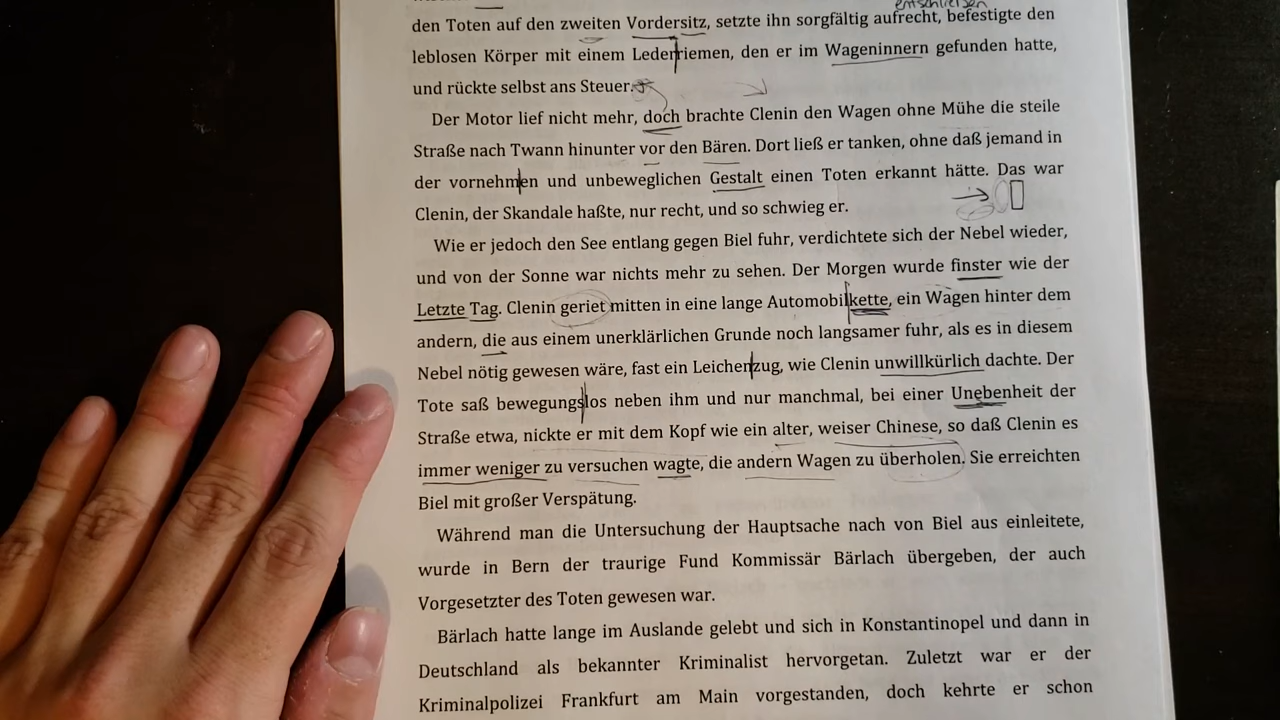 entschließen
den Toten auf den zweiten Vordersitz, setzte ihn sorgfältig aufrecht, befestigte den
leblosen Körper mit einem Lederriemen, den er im Wageninnern gefunden hatte,
und rückte selbst ans Steuer.
Der Motor lief nicht mehr, doch brachte Clenin den Wagen ohne Mühe die steile
Straße nach Twann hinunter vor den Bären. Dort ließ er tanken, ohne daß jemand in
der vornehmen und unbeweglichen Gestalt einen Toten erkannt hätte. Das war
Clenin, der Skandale haßte, nur recht, und so schwieg er.
Wie er jedoch den See entlang gegen Biel fuhr, verdichtete sich der Nebel wieder,
und von der Sonne war nichts mehr zu sehen. Der Morgen wurde finster wie der
Letzte Tag. Clenin geriet mitten in eine lange Automobilkette, ein Wagen hinter dem
andern, die aus einem unerklärlichen Grunde noch langsamer fuhr, als es in diesem
Nebel nötig gewesen wäre, fast ein Leichenzug, wie Clenin unwillkürlich dachte. Der
Tote saß bewegungslos neben ihm und nur manchmal, bei einer Unebenheit der
Straße etwa, nickte er mit dem Kopf wie ein alter, weiser Chinese, so daß Clenin es
immer weniger zu versuchen wagte, die andern Wagen zu überholen. Sie erreichten
Biel mit großer Verspätung.
Während man die Untersuchung der Hauptsache nach von Biel aus einleitete,
wurde in Bern der traurige Fund Kommissär Bärlach übergeben, der auch
Vorgesetzter des Toten gewesen war.
Bärlach hatte lange im Auslande gelebt und sich in Konstantinopel und dann in
Deutschland als bekannter Kriminalist hervorgetan. Zuletzt war er der
Kriminalpolizei Frankfurt am Main vorgestanden, doch kehrte er schon